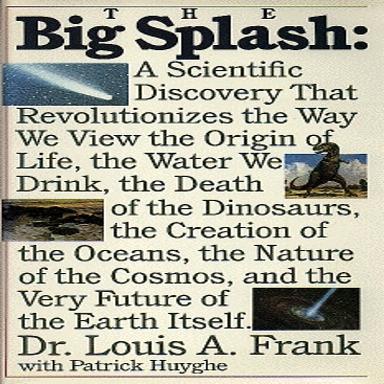 THE
Big Splash:
A Scientific
Discovery That
Revolutionizes the Way
We View the Origin of
Life, the Water We
Drink, the Death
of the Dinosaurs,
the Creation of
the Oceans, the Nature
of the Cosmos, and the
Very Future of
the Earth Itself.
Dr. Louis A. Frank
with Patrick Huyghe